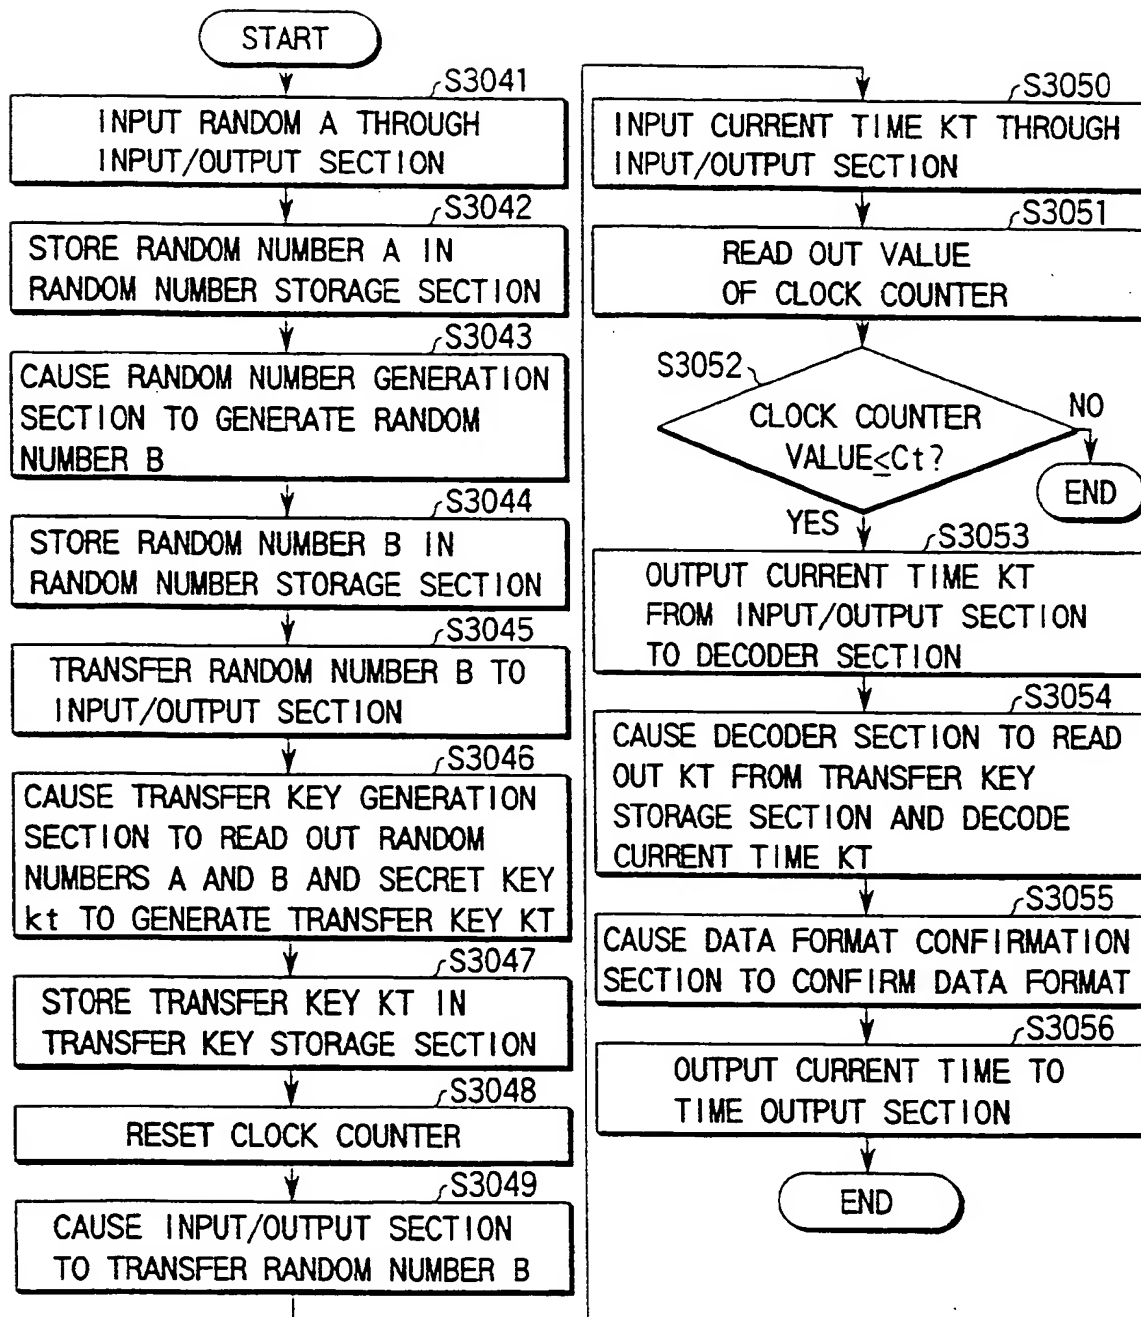 START
S3041
INPUT RANDOM A THROUGH
INPUT/OUTPUT SECTION
S3042
STORE RANDOM NUMBER A IN
RANDOM NUMBER STORAGE SECTION
S3043
CAUSE RANDOM NUMBER GENERATION
SECTION TO GENERATE RANDOM
NUMBER B
S3044
STORE RANDOM NUMBER B IN
RANDOM NUMBER STORAGE SECTION
S3045
TRANSFER RANDOM NUMBER B TO
INPUT/OUTPUT SECTION
S3046
CAUSE TRANSFER KEY GENERATION
SECTION TO READ OUT RANDOM
NUMBERS A AND B AND SECRET KEY
kt TO GENERATE TRANSFER KEY KT
S3047
STORE TRANSFER KEY KT IN
TRANSFER KEY STORAGE SECTION
S3048
RESET CLOCK COUNTER
S3049
CAUSE INPUT/OUTPUT SECTION
TO TRANSFER RANDOM NUMBER B
S3050
INPUT CURRENT TIME KT THROUGH
INPUT/OUTPUT SECTION
S3051
READ OUT VALUE
OF CLOCK COUNTER
S3052
CLOCK COUNTER
VALUE≤Ct?
NO
END
YES
S3053
OUTPUT CURRENT TIME KT
FROM INPUT/OUTPUT SECTION
TO DECODER SECTION
S3054
CAUSE DECODER SECTION TO READ
OUT KT FROM TRANSFER KEY
STORAGE SECTION AND DECODE
CURRENT TIME KT
S3055
CAUSE DATA FORMAT CONFIRMATION
SECTION TO CONFIRM DATA FORMAT
S3056
OUTPUT CURRENT TIME TO
TIME OUTPUT SECTION
END